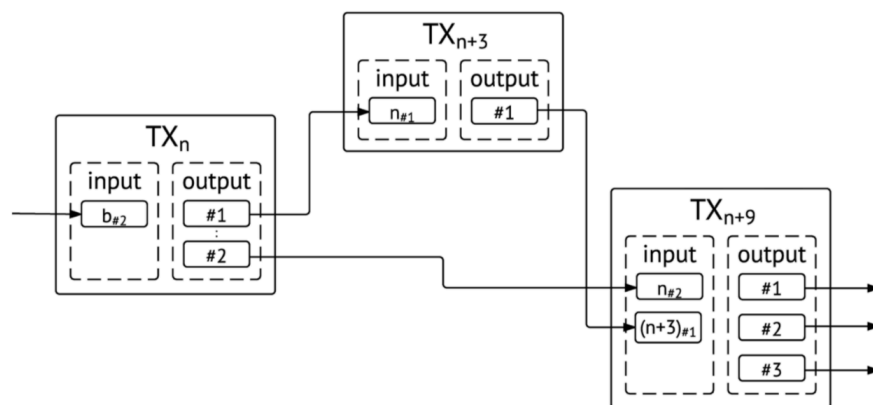 TXn+3
input output
n#1 #1
TXn
input output
b#2 #1
:
#2
TXn+9
input output
n#2 #1
(n+3)#1 #2
#3